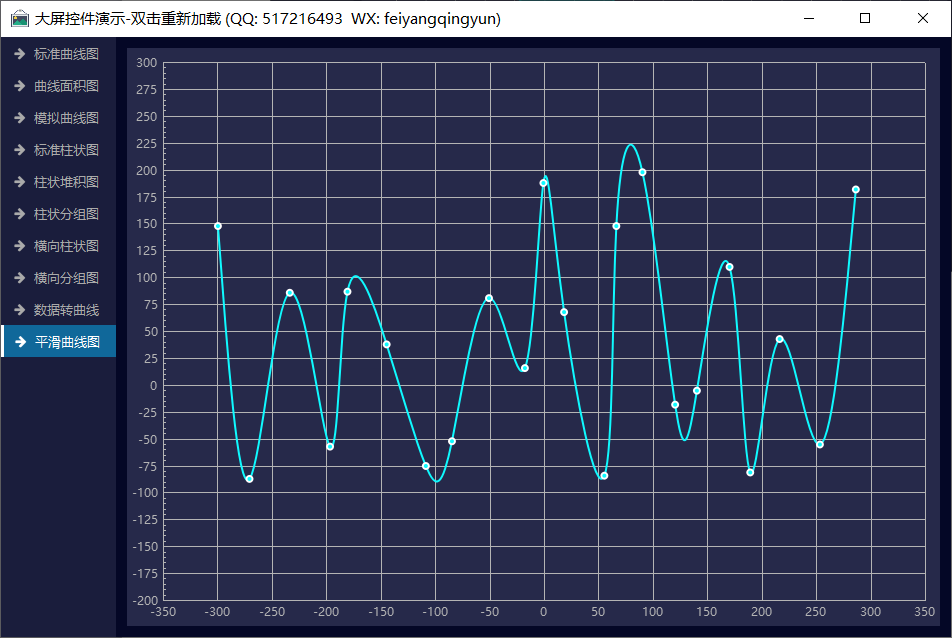 大屏控件演示-双击重新加载 (QQ: 517216493  WX: feiyangqingyun)
标准曲线图
曲线面积图
模拟曲线图
标准柱状图
柱状堆积图
柱状分组图
横向柱状图
横向分组图
数据转曲线
平滑曲线图
300
275
250
225
200
175
150
125
100
75
50
25
0
-25
-50
-75
-100
-125
-150
-175
-200
-350 -300 -250 -200 -150 -100 -50 0 50 100 150 200 250 300 350